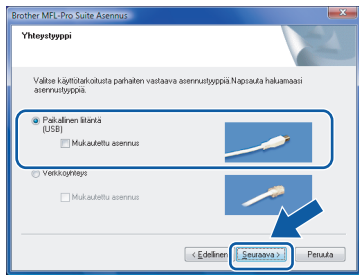 Brother MFL-Pro Suite Asennus
Yhteystyyppi
Valitse käyttötarkoitusta parhaiten vastaava asennustyyppi.Napsauta haluamaasi
asennustyyppiä.
Paikallinen liitäntä
(USB)
Mukautettu asennus
Verkkoyhteys
Mukautettu asennus
< Edellinen
Seuraava >
Peruuta